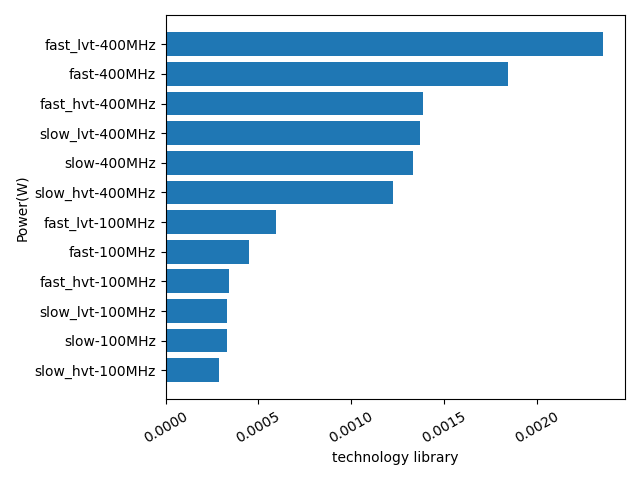 fast_lvt-400MHz
fast-400MHz
fast_hvt-400MHz
slow_lvt-400MHz
slow-400MHz
slow_hvt-400MHz
fast_lvt-100MHz
fast-100MHz
fast_hvt-100MHz
slow_lvt-100MHz
slow-100MHz
slow_hvt-100MHz
Power(W)
0.0000 0.0005 0.0010 0.0015 0.0020
technology library